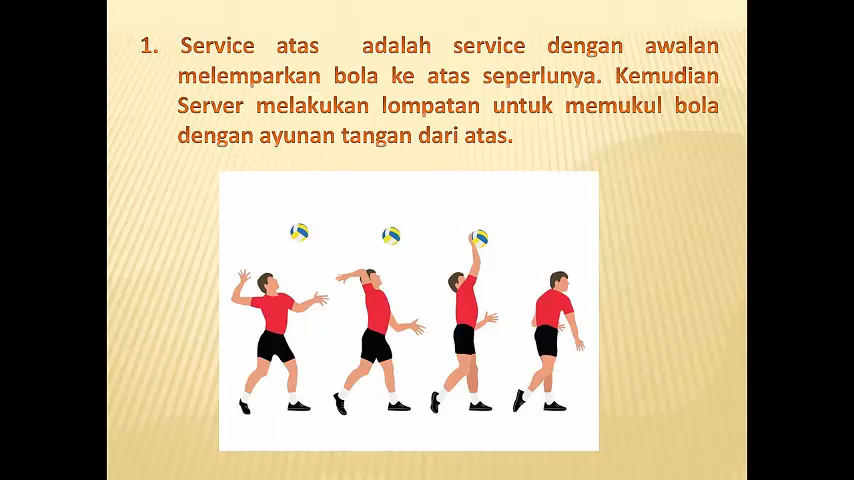 1. Service atas adalah service dengan awalan
melemparkan bola ke atas seperlunya. Kemudian
Server melakukan lompatan untuk memukul bola
dengan ayunan tangan dari atas.